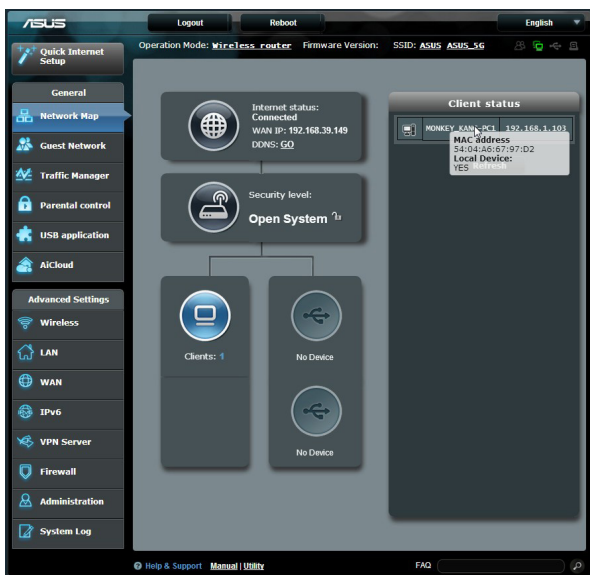 ASUS
Logout
Reboot
English
Quick Internet
Setup
Operation Mode: Wireless router Firmware Version: SSID: ASUS ASUS_5G
General
Network Map
Guest Network
Traffic Manager
Parental control
USB application
AiCloud
Advanced Settings
Wireless
LAN
WAN
IPv6
VPN Server
Firewall
Administration
System Log
Internet status:
Connected
WAN IP: 192.168.39.149
DDNS: GO
Security level:
Open System
Clients: 1
No Device
No Device
Client status
192.168.1.103
MAC address
54:04:A6:67:97:D2
Local Device:
YES
Help & Support Manual | Utility
FAQ